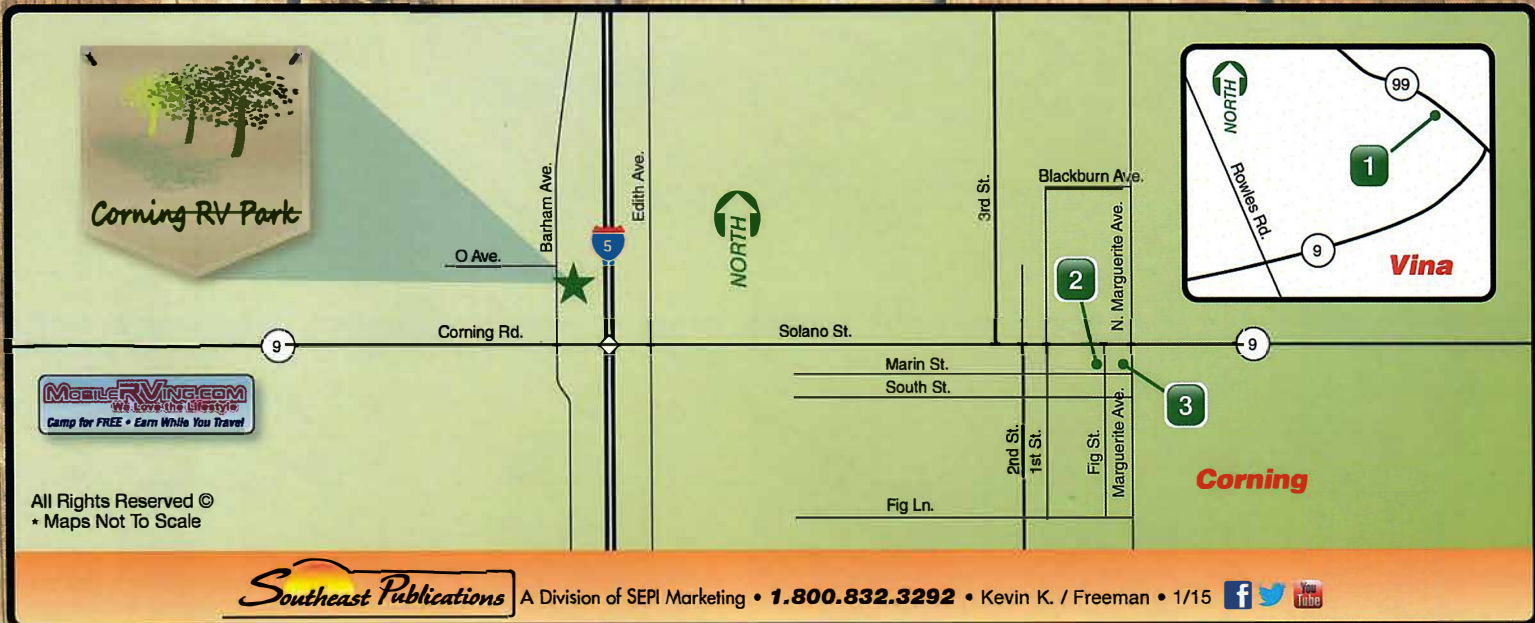 Corning RV Park
O Ave.
Barham Ave.
5
Edith Ave.
NORTH
3rd St.
Blackburn Ave.
N. Marguerite Ave.
NORTH
99
1
Rowles Rd.
9
Vina
2
9
Corning Rd.
Solano St.
9
Marin St.
South St.
3
2nd St.
1st St.
Fig St.
Marguerite Ave.
Fig Ln.
Corning
MOBILERVING.COM
We Love the Lifestyle
Camp for FREE • Earn While You Travel
All Rights Reserved ©
* Maps Not To Scale
Southeast Publications A Division of SEPI Marketing • 1.800.832.3292 • Kevin K. / Freeman • 1/15 f You Tube